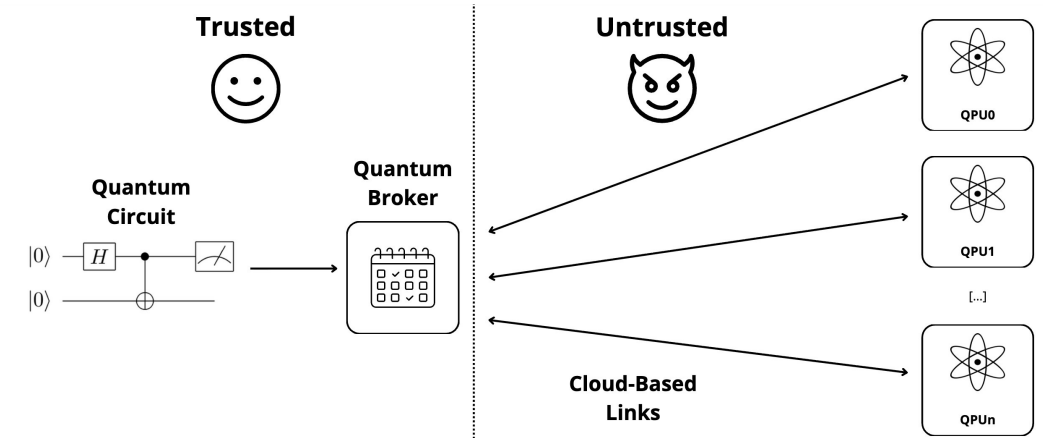 Trusted
Untrusted
QPU0
Quantum
Broker
Quantum
Circuit
|0⟩
H
|0⟩
QPU1
[...]
Cloud-Based
Links
QPUn